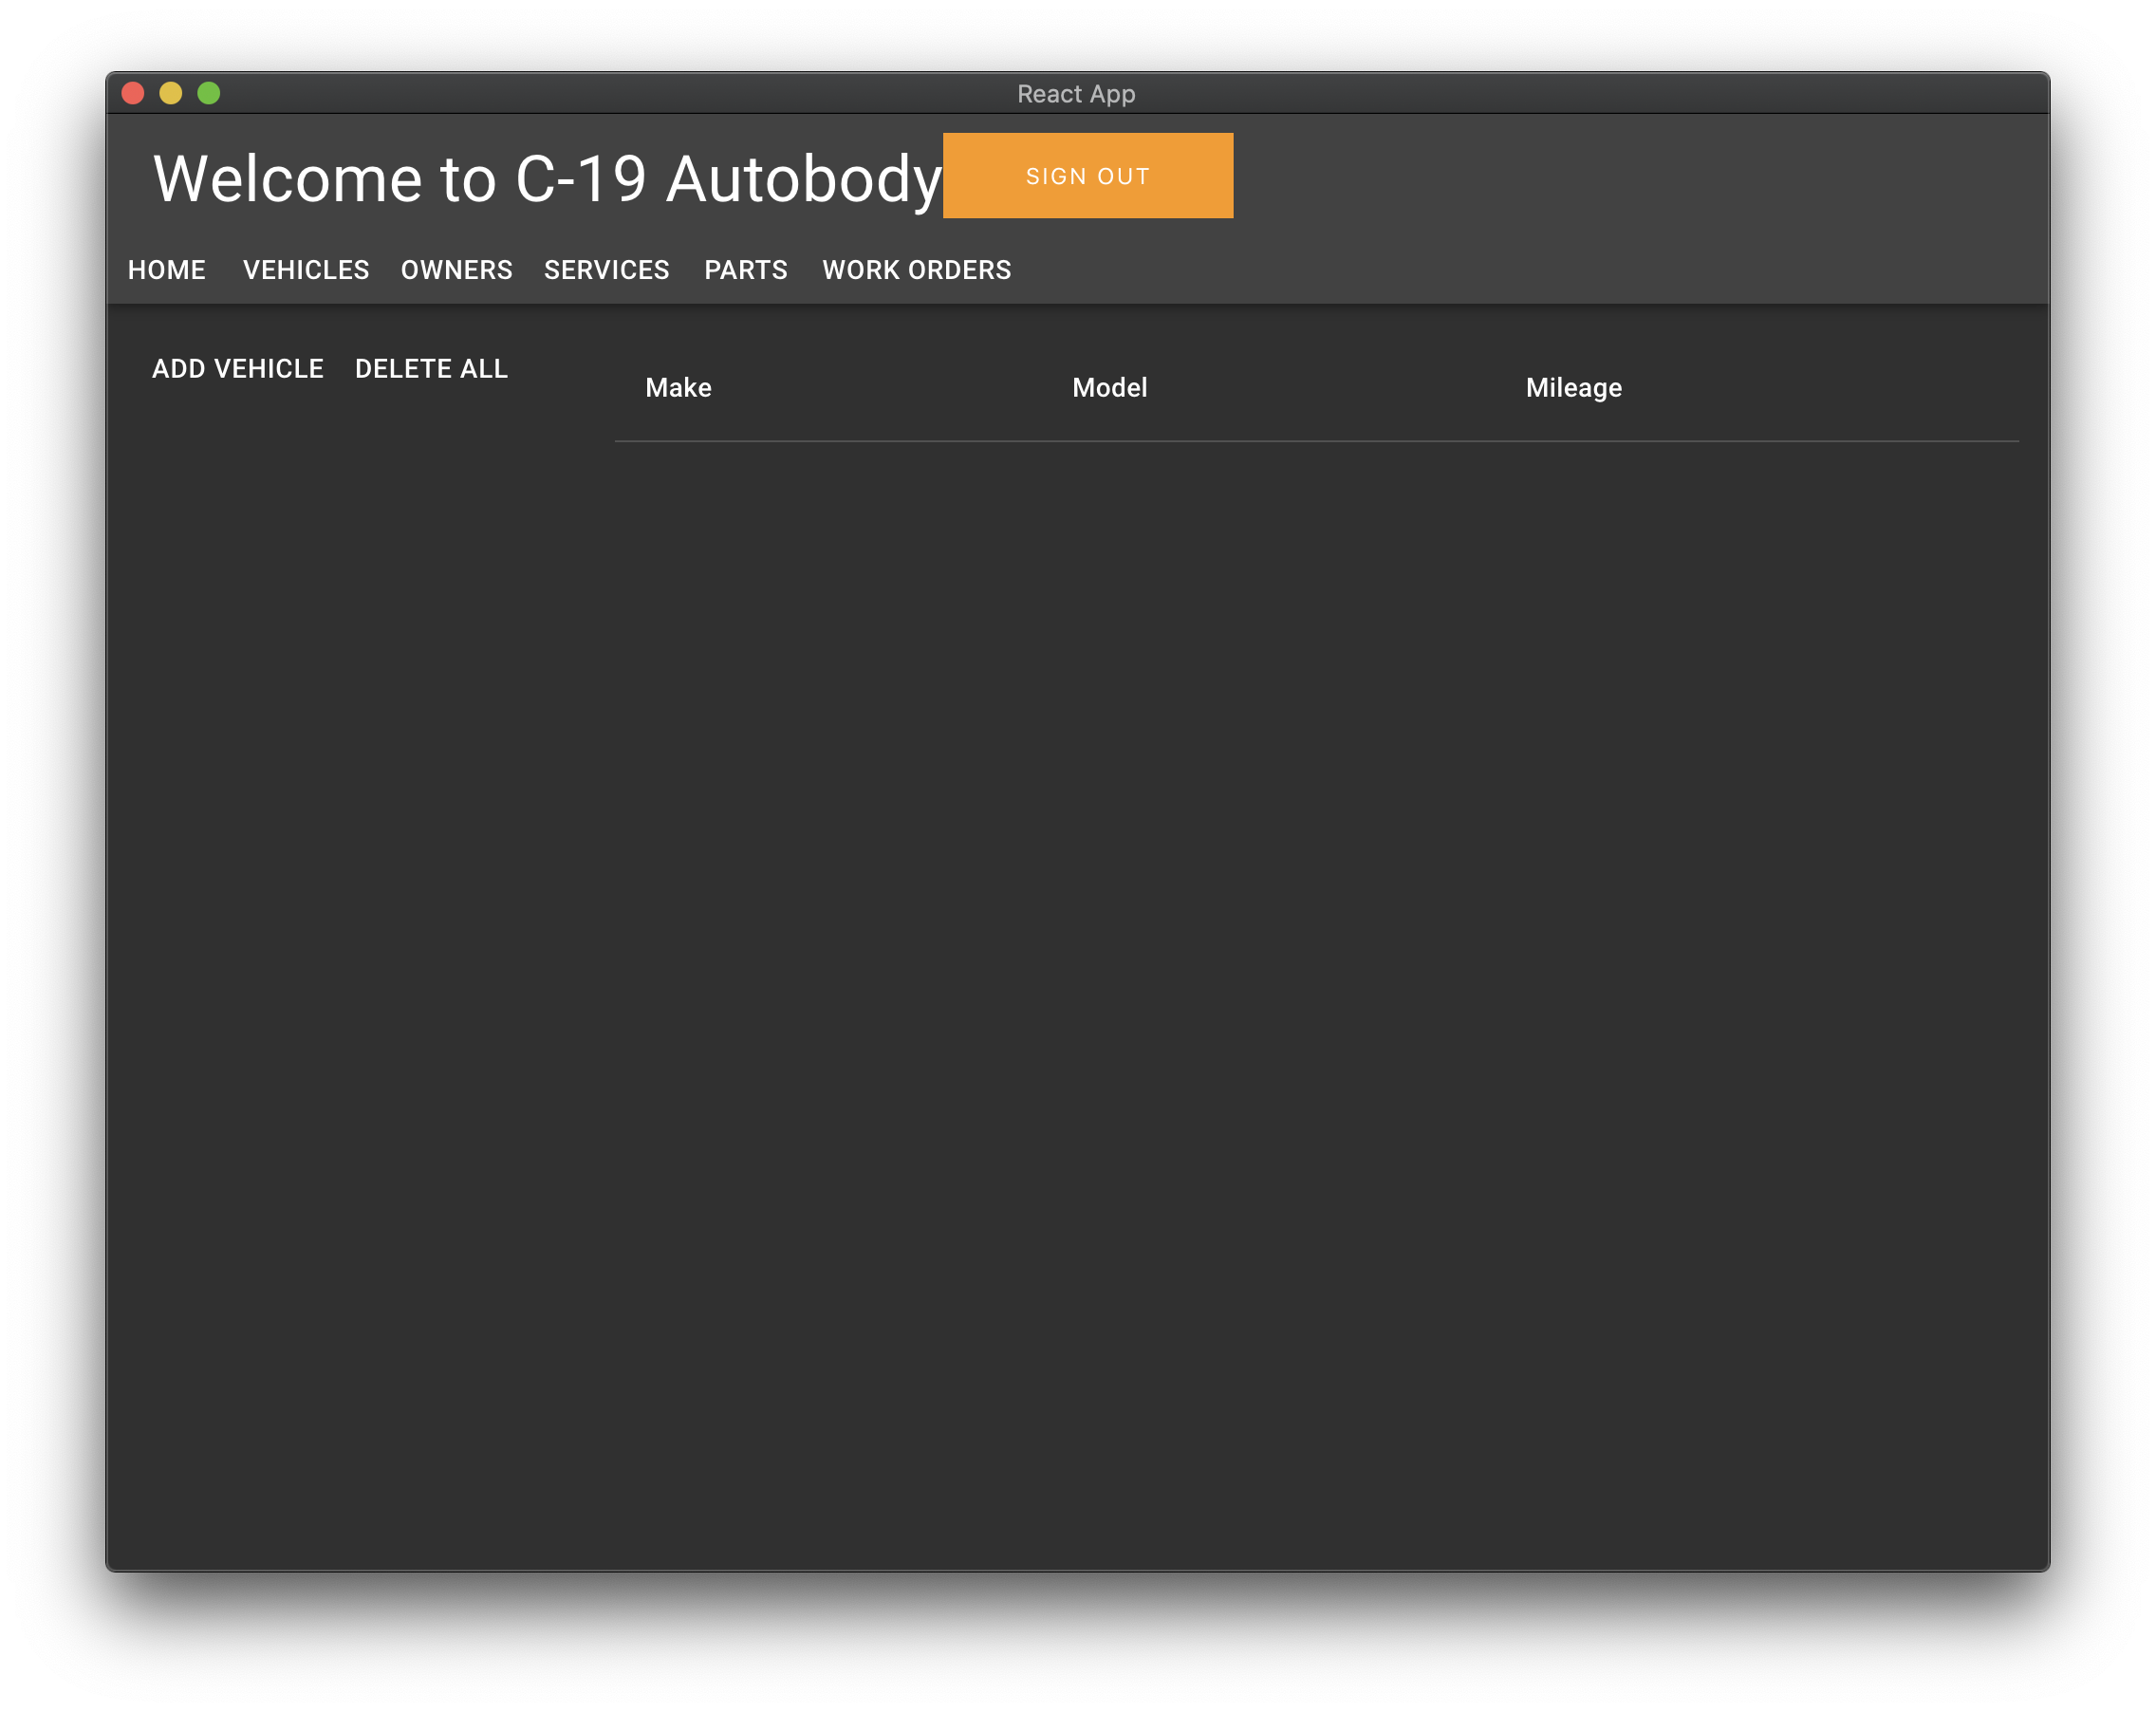 React App
Welcome to C-19 Autobody SIGN OUT
HOME VEHICLES OWNERS SERVICES PARTS WORK ORDERS
ADD VEHICLE DELETE ALL
Make Model Mileage